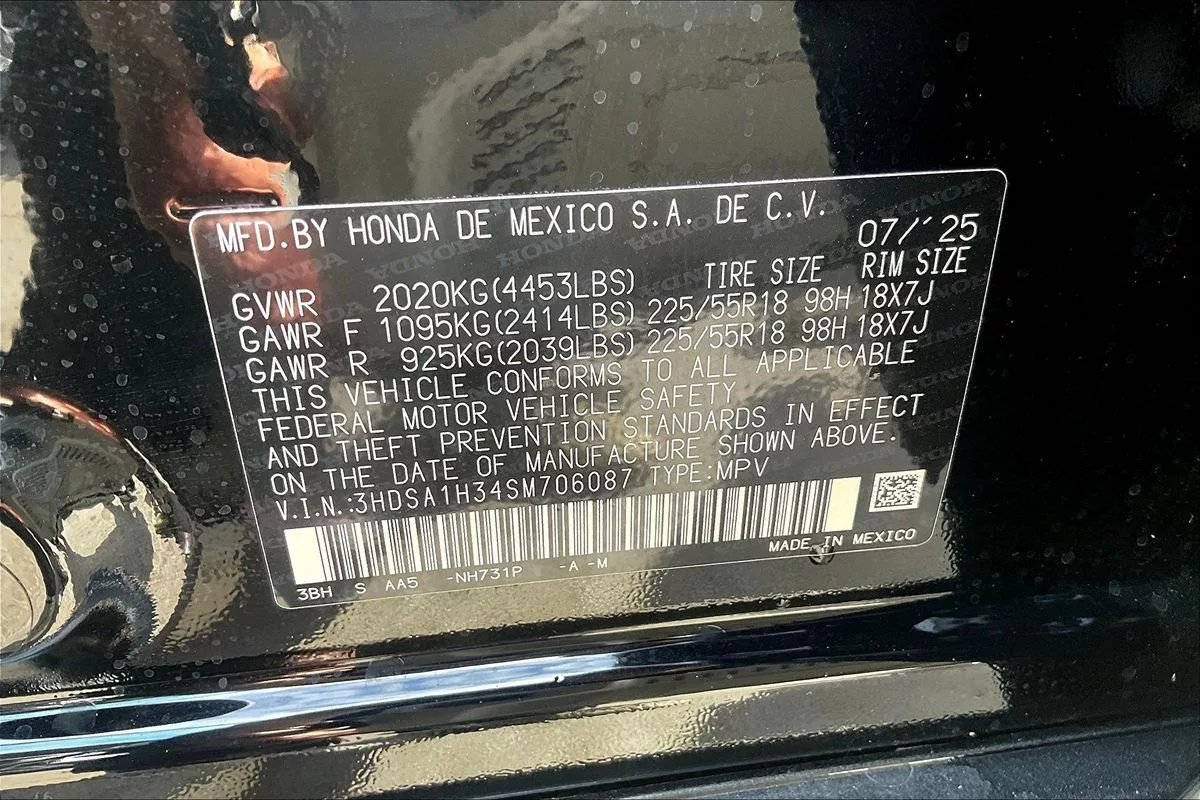 MFD.BY HONDA DE MEXICO S.A. DE C.V.
07/'25
GVWR 2020KG(4453LBS) TIRE SIZE RIM SIZE
GAWR F 1095KG(2414LBS) 225/55R18 98H 18X7J
GAWR R 925KG(2039LBS) 225/55R18 98H 18X7J
THIS VEHICLE CONFORMS TO ALL APPLICABLE
FEDERAL MOTOR VEHICLE SAFETY
AND THEFT PREVENTION STANDARDS IN EFFECT
ON THE DATE OF MANUFACTURE SHOWN ABOVE.
V.I.N.:3HDSA1H34SM706087 TYPE:MPV
MADE IN MEXICO
3BH S AA5 -NH731P -A -M